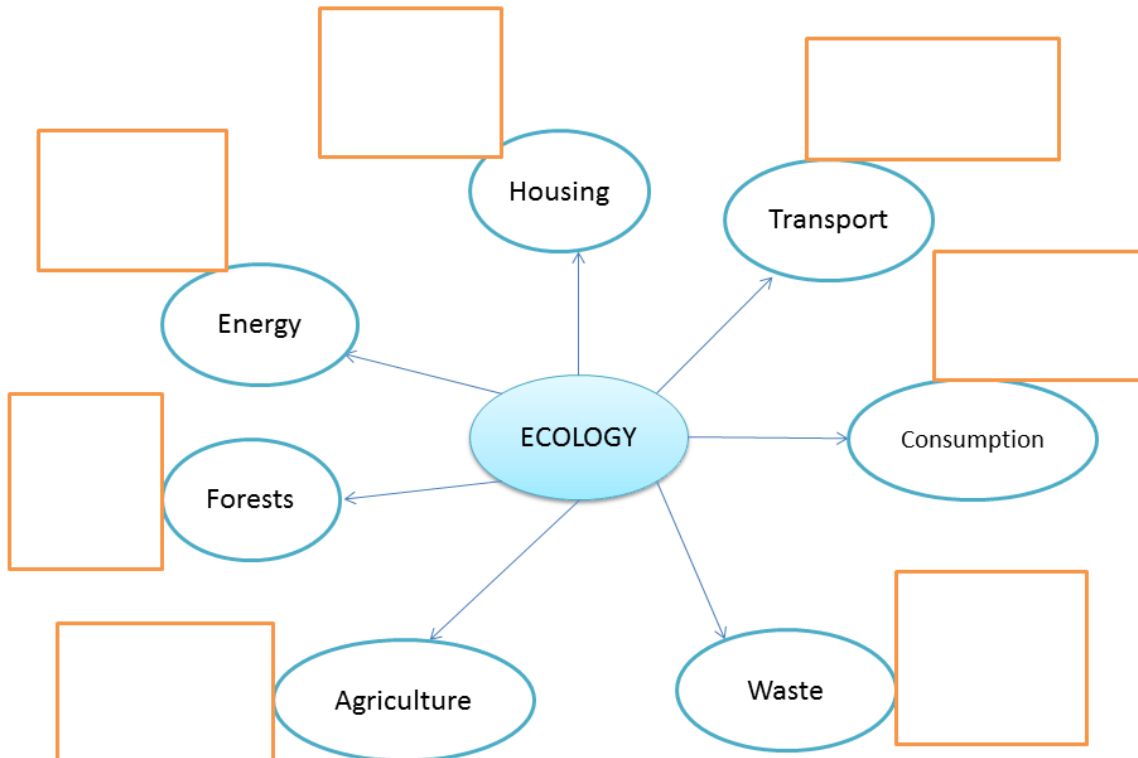 Housing
Transport
Energy
ECOLOGY
Consumption
Forests
Agriculture
Waste